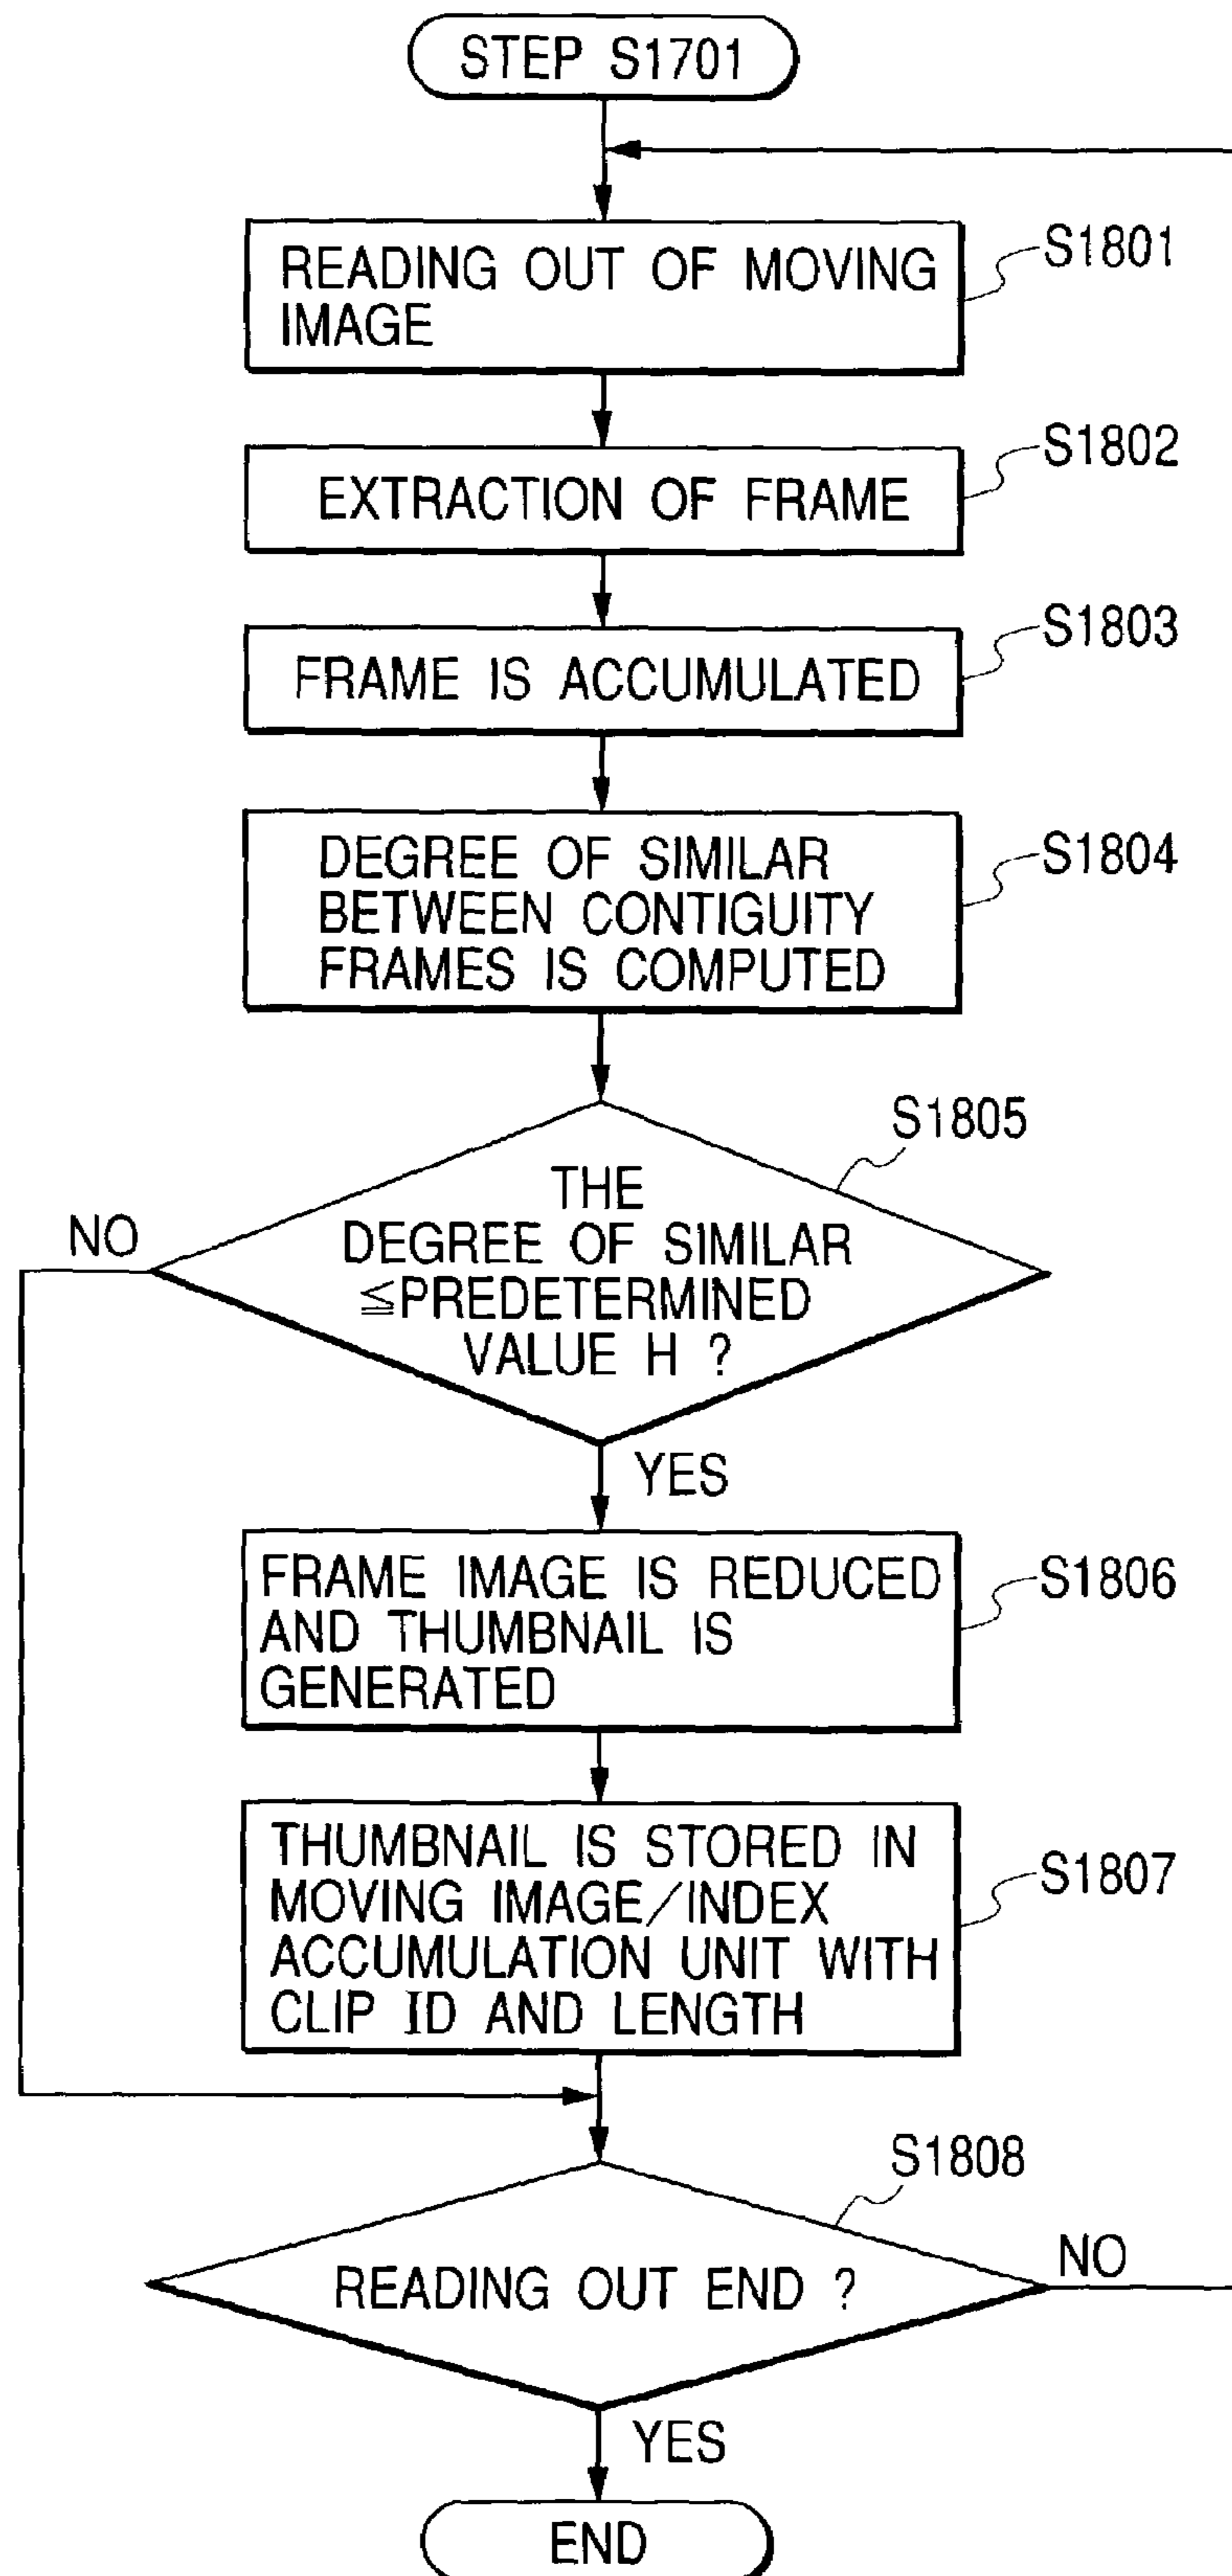 STEP S1701
READING OUT OF MOVING
IMAGE
S1801
EXTRACTION OF FRAME
S1802
FRAME IS ACCUMULATED
S1803
DEGREE OF SIMILAR
BETWEEN CONTIGUITY
FRAMES IS COMPUTED
S1804
S1805
THE
DEGREE OF SIMILAR
≦PREDETERMINED
VALUE H ?
NO
YES
FRAME IMAGE IS REDUCED
AND THUMBNAIL IS
GENERATED
S1806
THUMBNAIL IS STORED IN
MOVING IMAGE/INDEX
ACCUMULATION UNIT WITH
CLIP ID AND LENGTH
S1807
S1808
READING OUT END ?
NO
YES
END